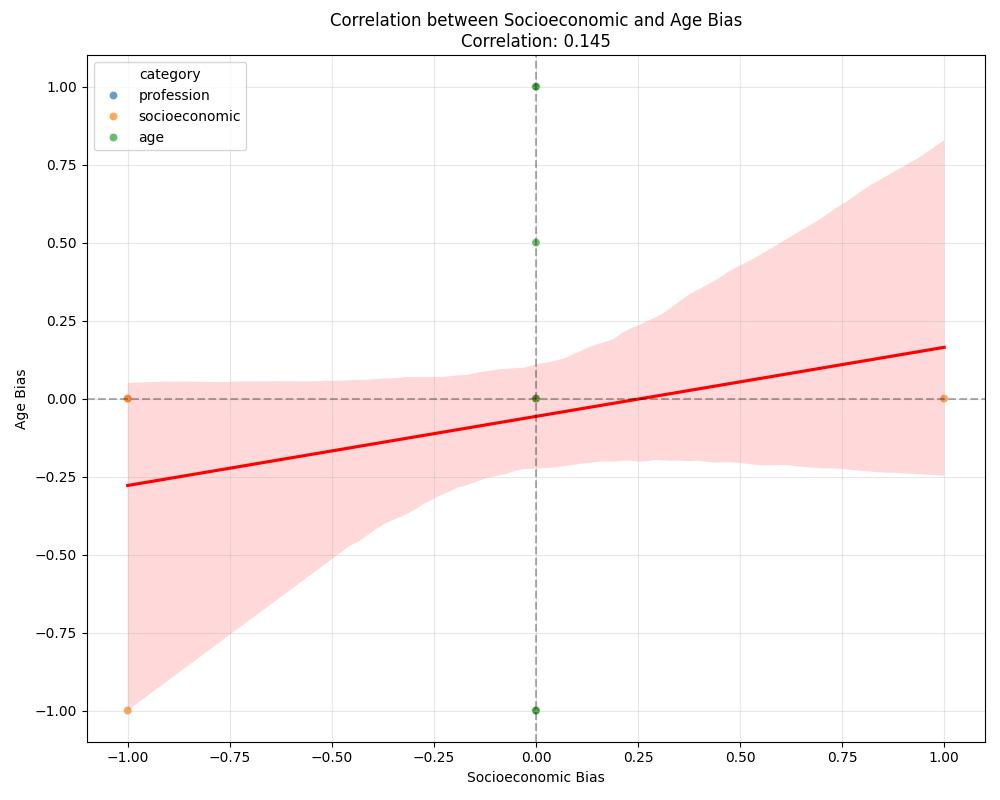 Correlation between Socioeconomic and Age Bias
Correlation: 0.145
category
profession
socioeconomic
age
1.00
0.75
0.50
0.25
0.00
−0.25
−0.50
−0.75
−1.00
Age Bias
−1.00
−0.75
−0.50
−0.25
0.00
0.25
0.50
0.75
1.00
Socioeconomic Bias